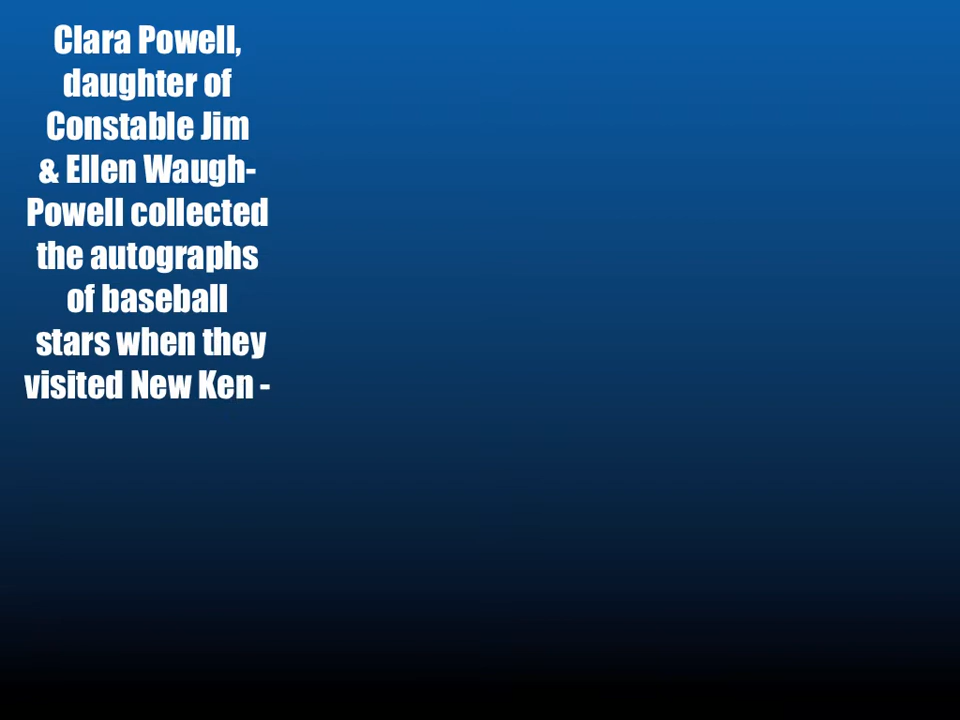 Clara Powell,
daughter of
Constable Jim
& Ellen Waugh-
Powell collected
the autographs
of baseball
stars when they
visited New Ken -